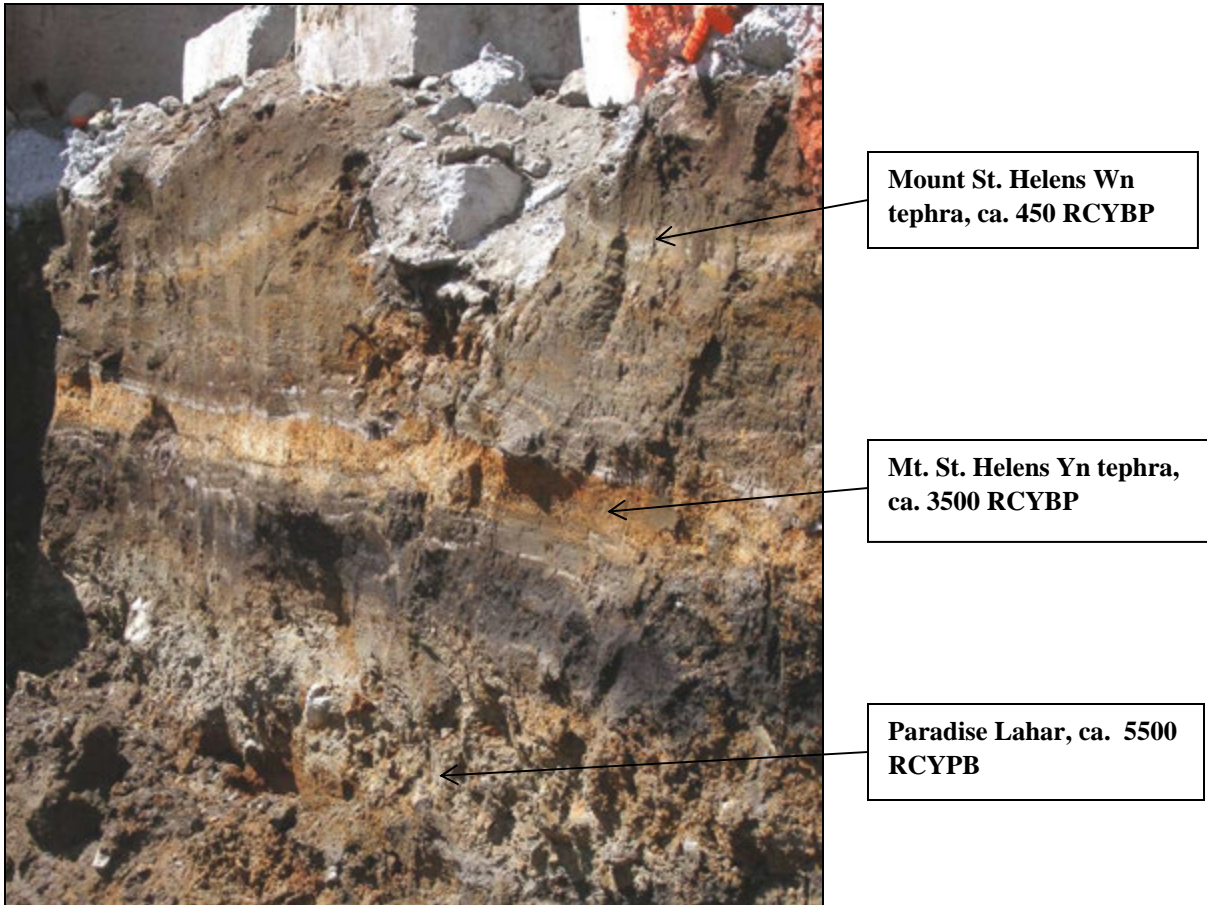 Mount St. Helens Wn
tephra, ca. 450 RCYBP
Mt. St. Helens Yn tephra,
ca. 3500 RCYBP
Paradise Lahar, ca. 5500
RCYPB